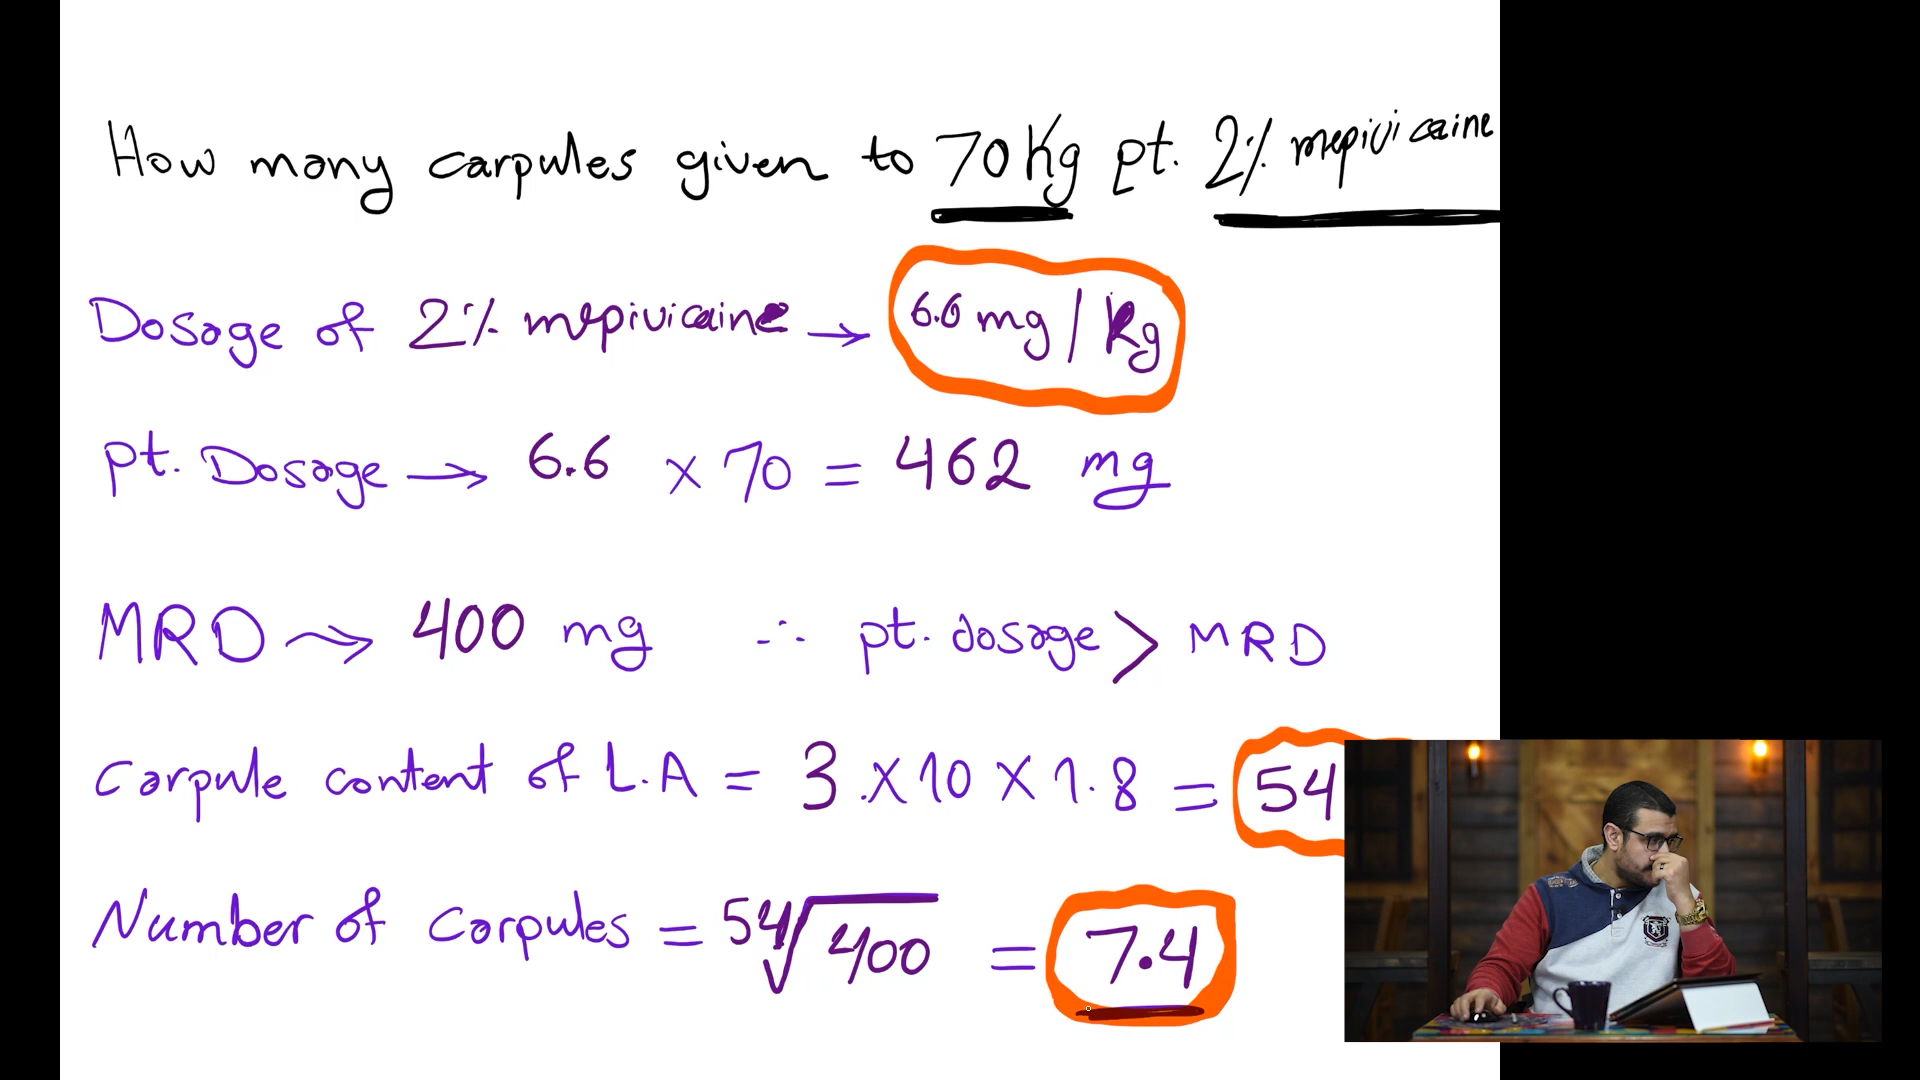 How many carpules given to 70 Kg pt. 2% mepivicaine
Dosage of 2% mepivicaine → 6.6 mg / Kg
pt. Dosage → 6.6 × 70 = 462 mg
MRD → 400 mg ∴ pt. dosage > MRD
Carpule content of L.A = 3 × 10 × 1.8 = 54
Number of Carpules = 54√400 = 7.4